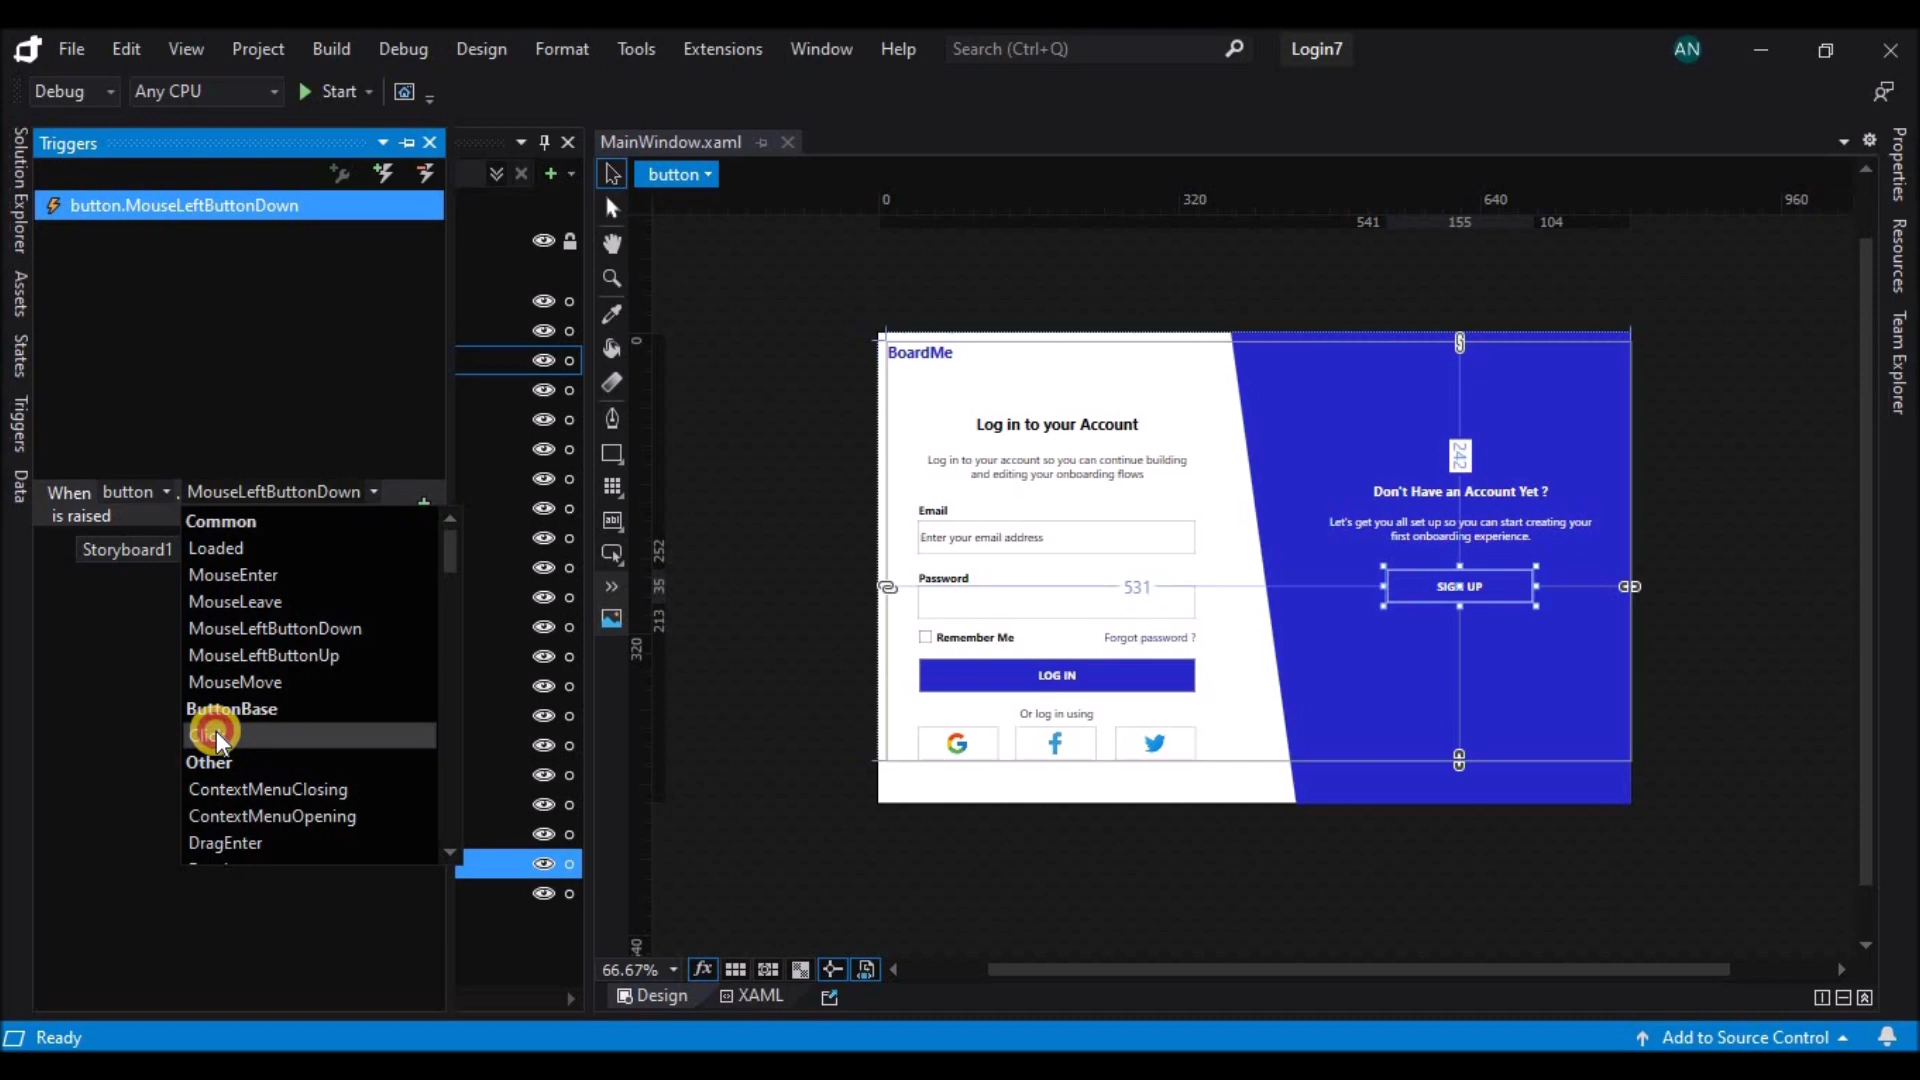 File Edit View Project Build Debug Design Format Tools Extensions Window Help Search (Ctrl+Q) Login7 AN
Debug Any CPU Start
Solution Explorer
Assets
States
Triggers
Data
Triggers
button.MouseLeftButtonDown
When button . MouseLeftButtonDown
is raised
Storyboard1
Common
Loaded
MouseEnter
MouseLeave
MouseLeftButtonDown
MouseLeftButtonUp
MouseMove
ButtonBase
Click
Other
ContextMenuClosing
ContextMenuOpening
DragEnter
MainWindow.xaml
button
0 320 640 960
541 155 104
0
252
35
213
320
BoardMe
Log in to your Account
Log in to your account so you can continue building
and editing your onboarding flows
Email
Enter your email address
Password
531
Remember Me Forgot password ?
LOG IN
Or log in using
242
Don't Have an Account Yet ?
Let's get you all set up so you can start creating your
first onboarding experience.
SIGN UP
66.67% fx
Design XAML
Properties
Resources
Team Explorer
Ready Add to Source Control